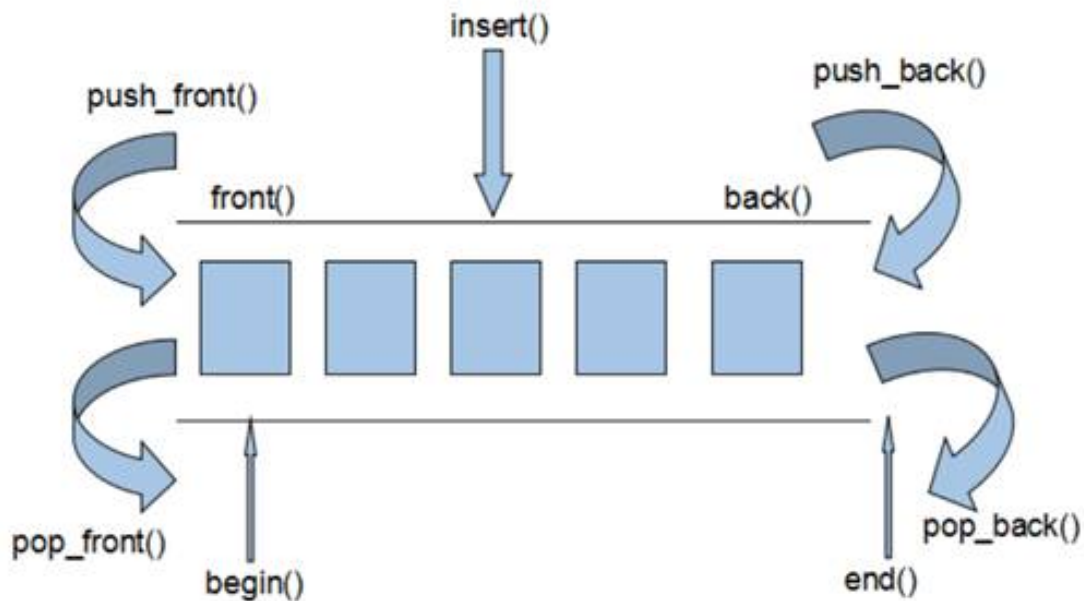 insert()
push_front()
push_back()
front()
back()
pop_front()
pop_back()
begin()
end()